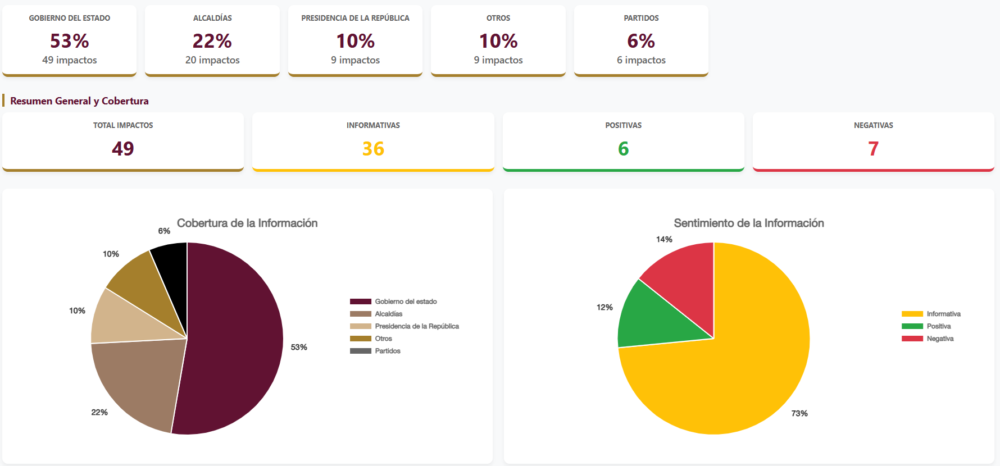 GOBIERNO DEL ESTADO
53%
49 impactos
ALCALDÍAS
22%
20 impactos
PRESIDENCIA DE LA REPÚBLICA
10%
9 impactos
OTROS
10%
9 impactos
PARTIDOS
6%
6 impactos
Resumen General y Cobertura
TOTAL IMPACTOS
49
INFORMATIVAS
36
POSITIVAS
6
NEGATIVAS
7
Cobertura de la Información
6%
10%
10%
22%
53%
Gobierno del estado
Alcaldías
Presidencia de la República
Otros
Partidos
Sentimiento de la Información
14%
12%
73%
Informativa
Positiva
Negativa